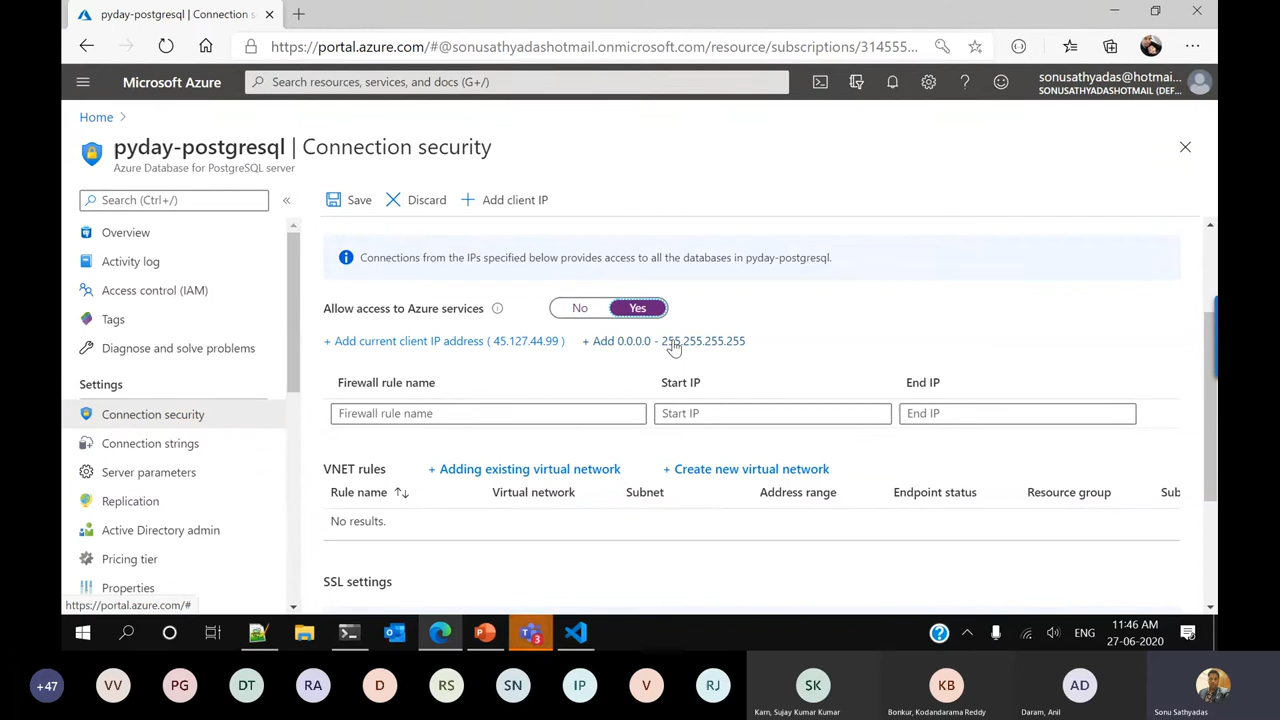 pyday-postgresql | Connection s
https://portal.azure.com/#@sonusathyadashotmail.onmicrosoft.com/resource/subscriptions/314555...
Microsoft Azure
Search resources, services, and docs (G+/)
sonusathyadas@hotmai...
SONUSATHYADASHOTMAIL (DEF...
Home
pyday-postgresql | Connection security
Azure Database for PostgreSQL server
Search (Ctrl+/)
Save
Discard
Add client IP
Overview
Activity log
Access control (IAM)
Tags
Diagnose and solve problems
Settings
Connection security
Connection strings
Server parameters
Replication
Active Directory admin
Pricing tier
Properties
Connections from the IPs specified below provides access to all the databases in pyday-postgresql.
Allow access to Azure services
No
Yes
+ Add current client IP address ( 45.127.44.99 )
+ Add 0.0.0.0 - 255.255.255.255
Firewall rule name
Start IP
End IP
Firewall rule name
Start IP
End IP
VNET rules
+ Adding existing virtual network
+ Create new virtual network
Rule name
Virtual network
Subnet
Address range
Endpoint status
Resource group
Sub
No results.
SSL settings
https://portal.azure.com/#
3
ENG
11:46 AM
27-06-2020
+47
VV
PG
DT
RA
D
RS
SN
IP
V
RJ
SK
Karn, Sujay Kumar Kumar
KB
Bonkur, Kodandarama Reddy
AD
Daram, Anil
Sonu Sathyadas